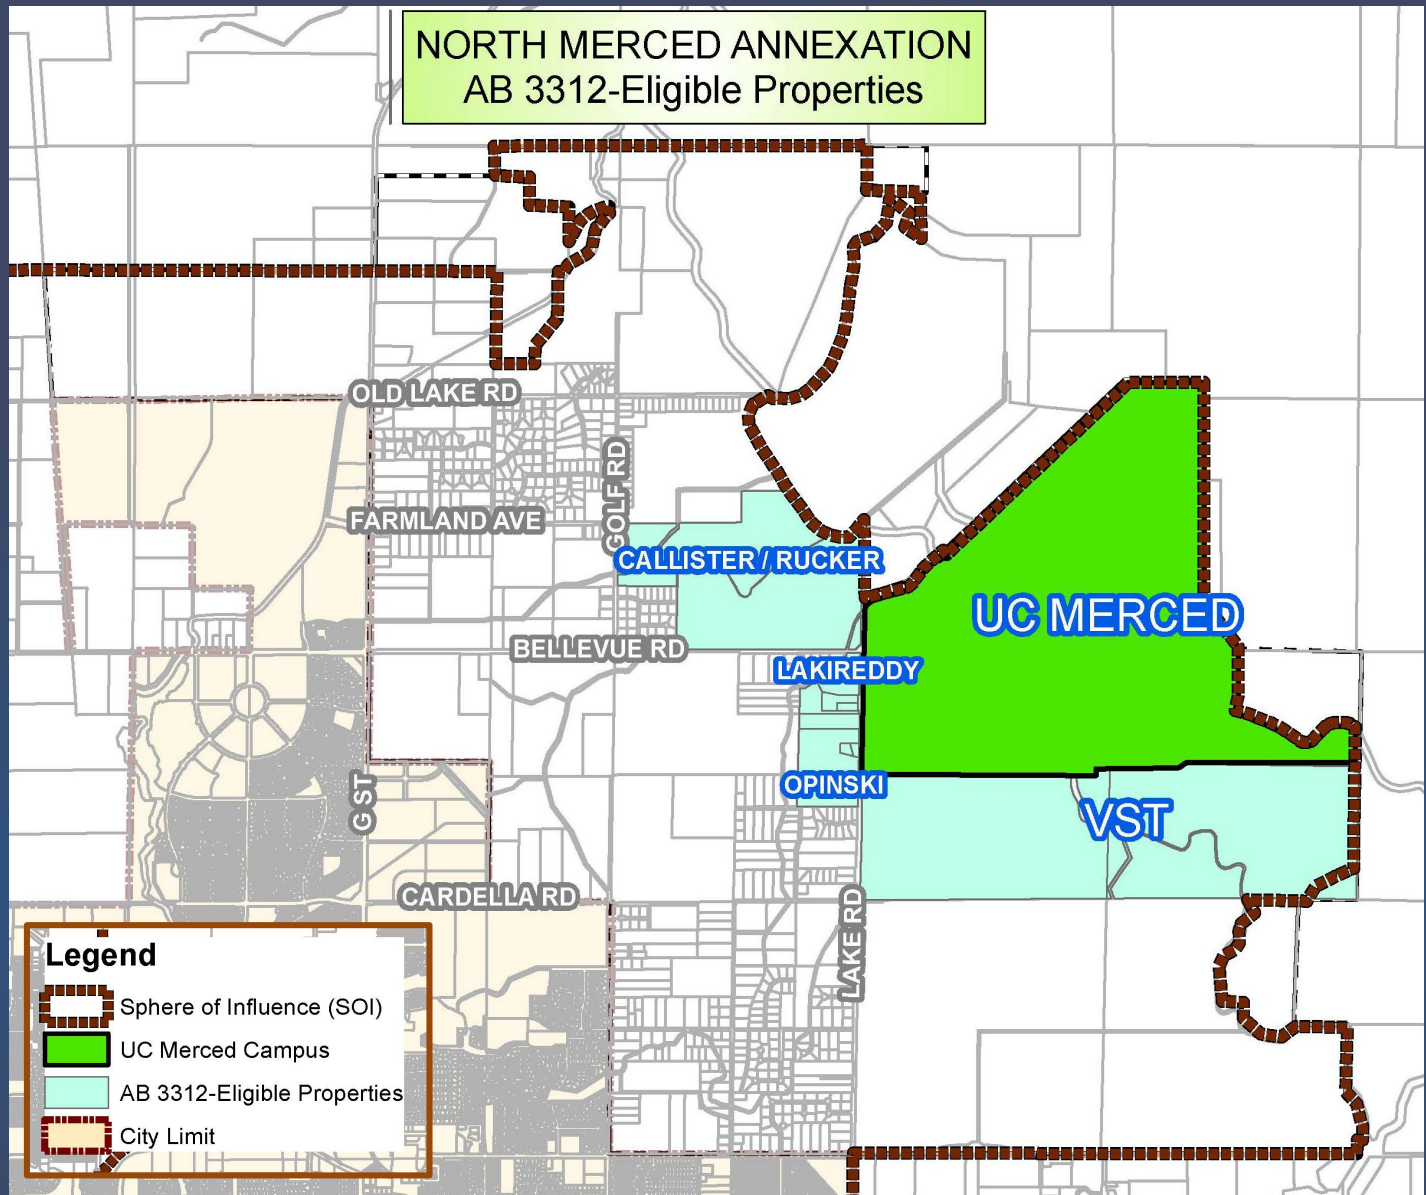 NORTH MERCED ANNEXATION
AB 3312-Eligible Properties
OLD LAKE RD
GOLF RD
FARMLAND AVE
CALLISTER / RUCKER
UC MERCED
BELLEVUE RD
LAKIREDDY
G ST
OPINSKI
VST
CARDELLA RD
LAKE RD
Legend
Sphere of Influence (SOI)
UC Merced Campus
AB 3312-Eligible Properties
City Limit